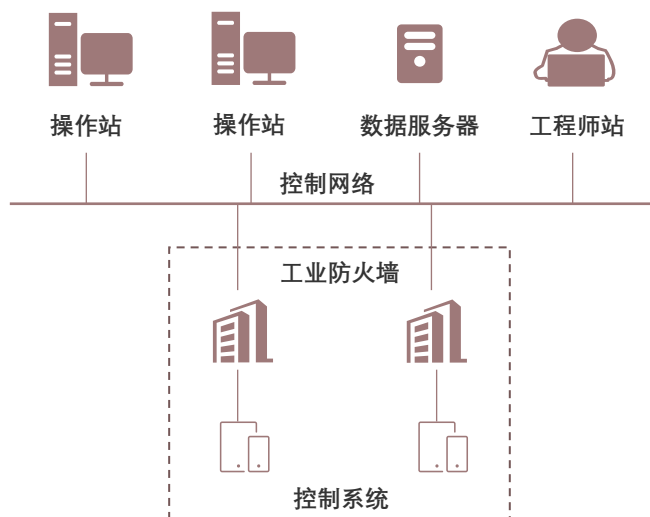 操作站
操作站
数据服务器
工程师站
控制网络
工业防火墙
控制系统